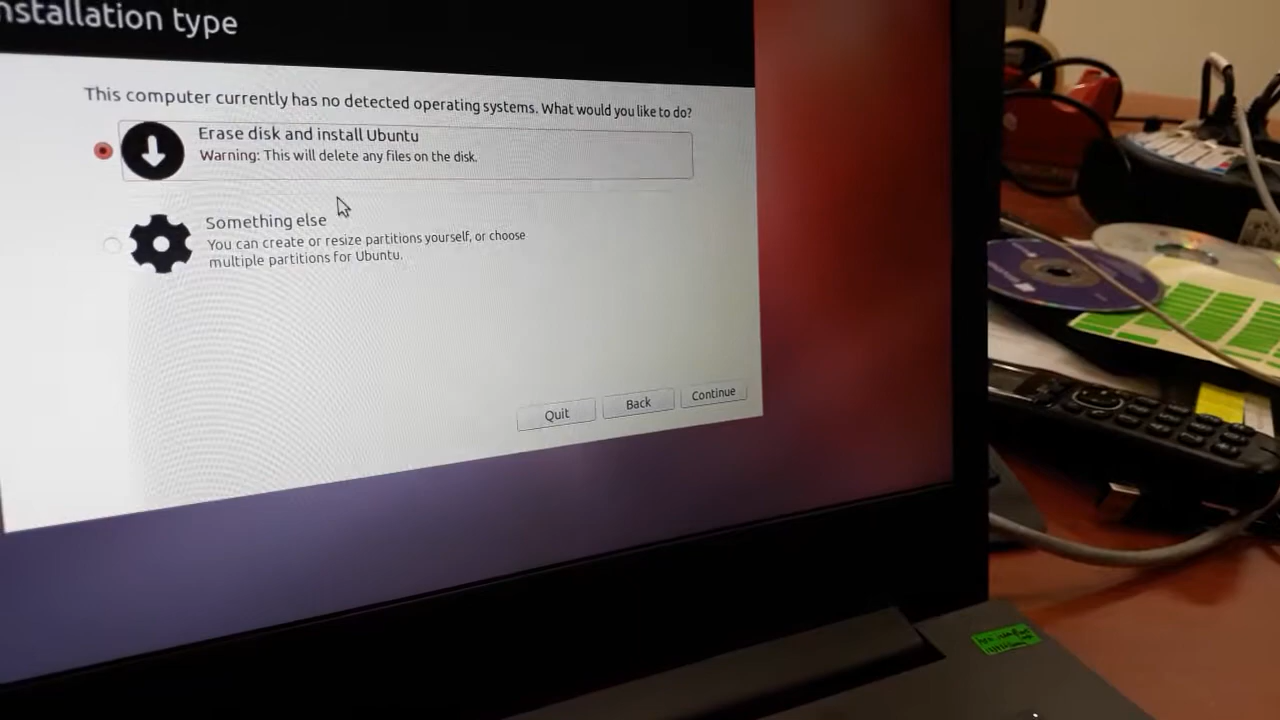 nstallation type
This computer currently has no detected operating systems. What would you like to do?
Erase disk and install Ubuntu
Warning: This will delete any files on the disk.
Something else
You can create or resize partitions yourself, or choose
multiple partitions for Ubuntu.
Quit
Back
Continue